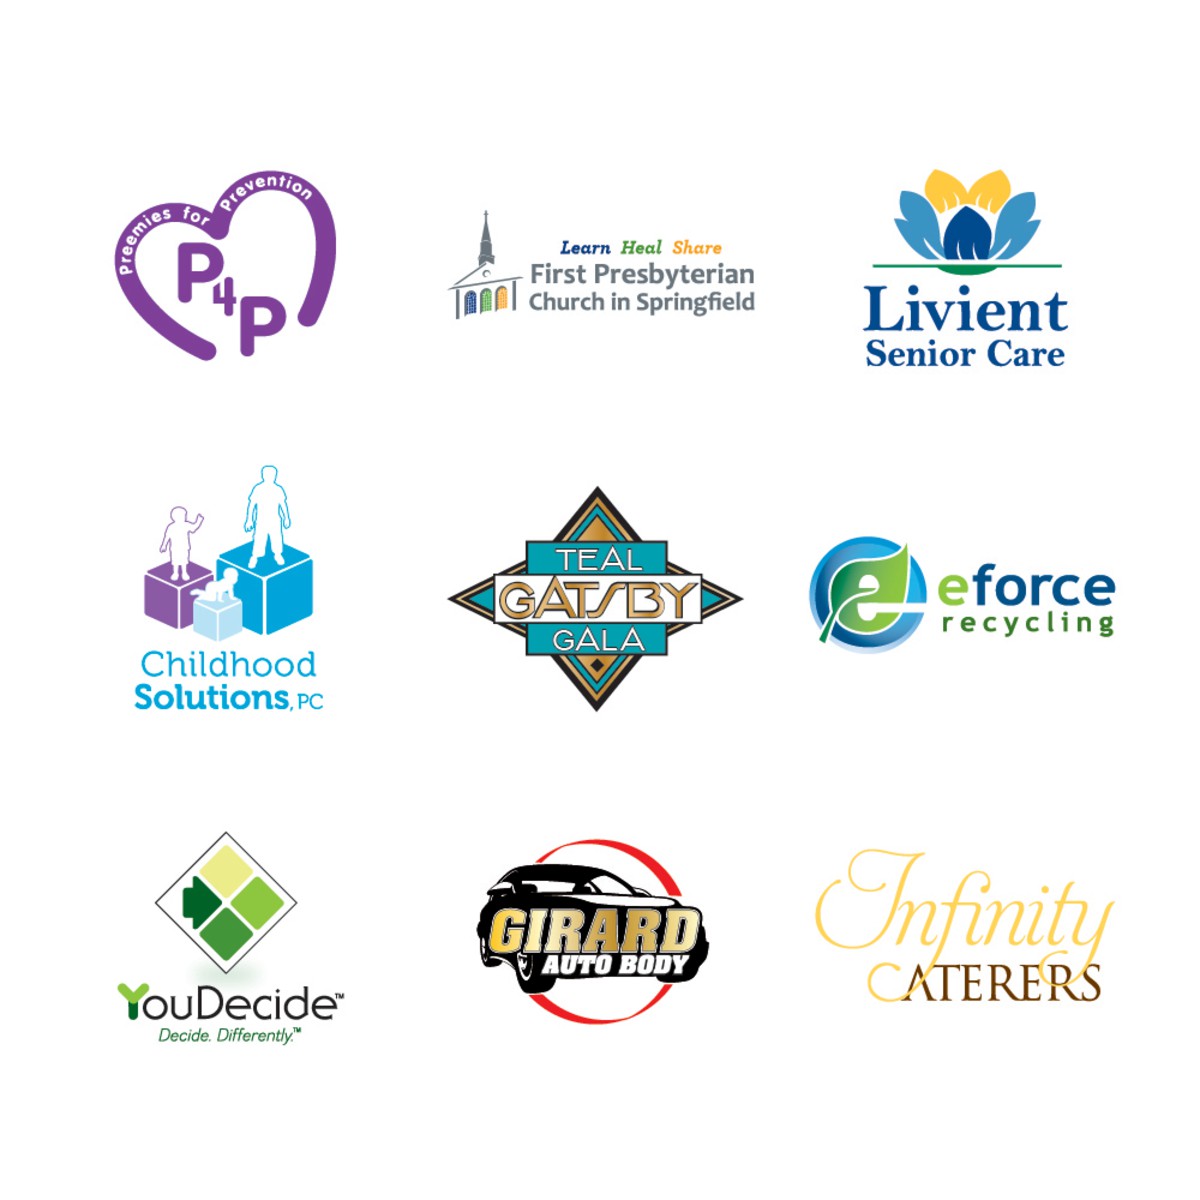 Preemies for Prevention
P4P
Learn Heal Share
First Presbyterian
Church in Springfield
Livient
Senior Care
Childhood
Solutions, PC
TEAL
GATSBY
GALA
e
eforce
recycling
YouDecide™
Decide. Differently.™
GIRARD
AUTO BODY
Infinity
CATERERS